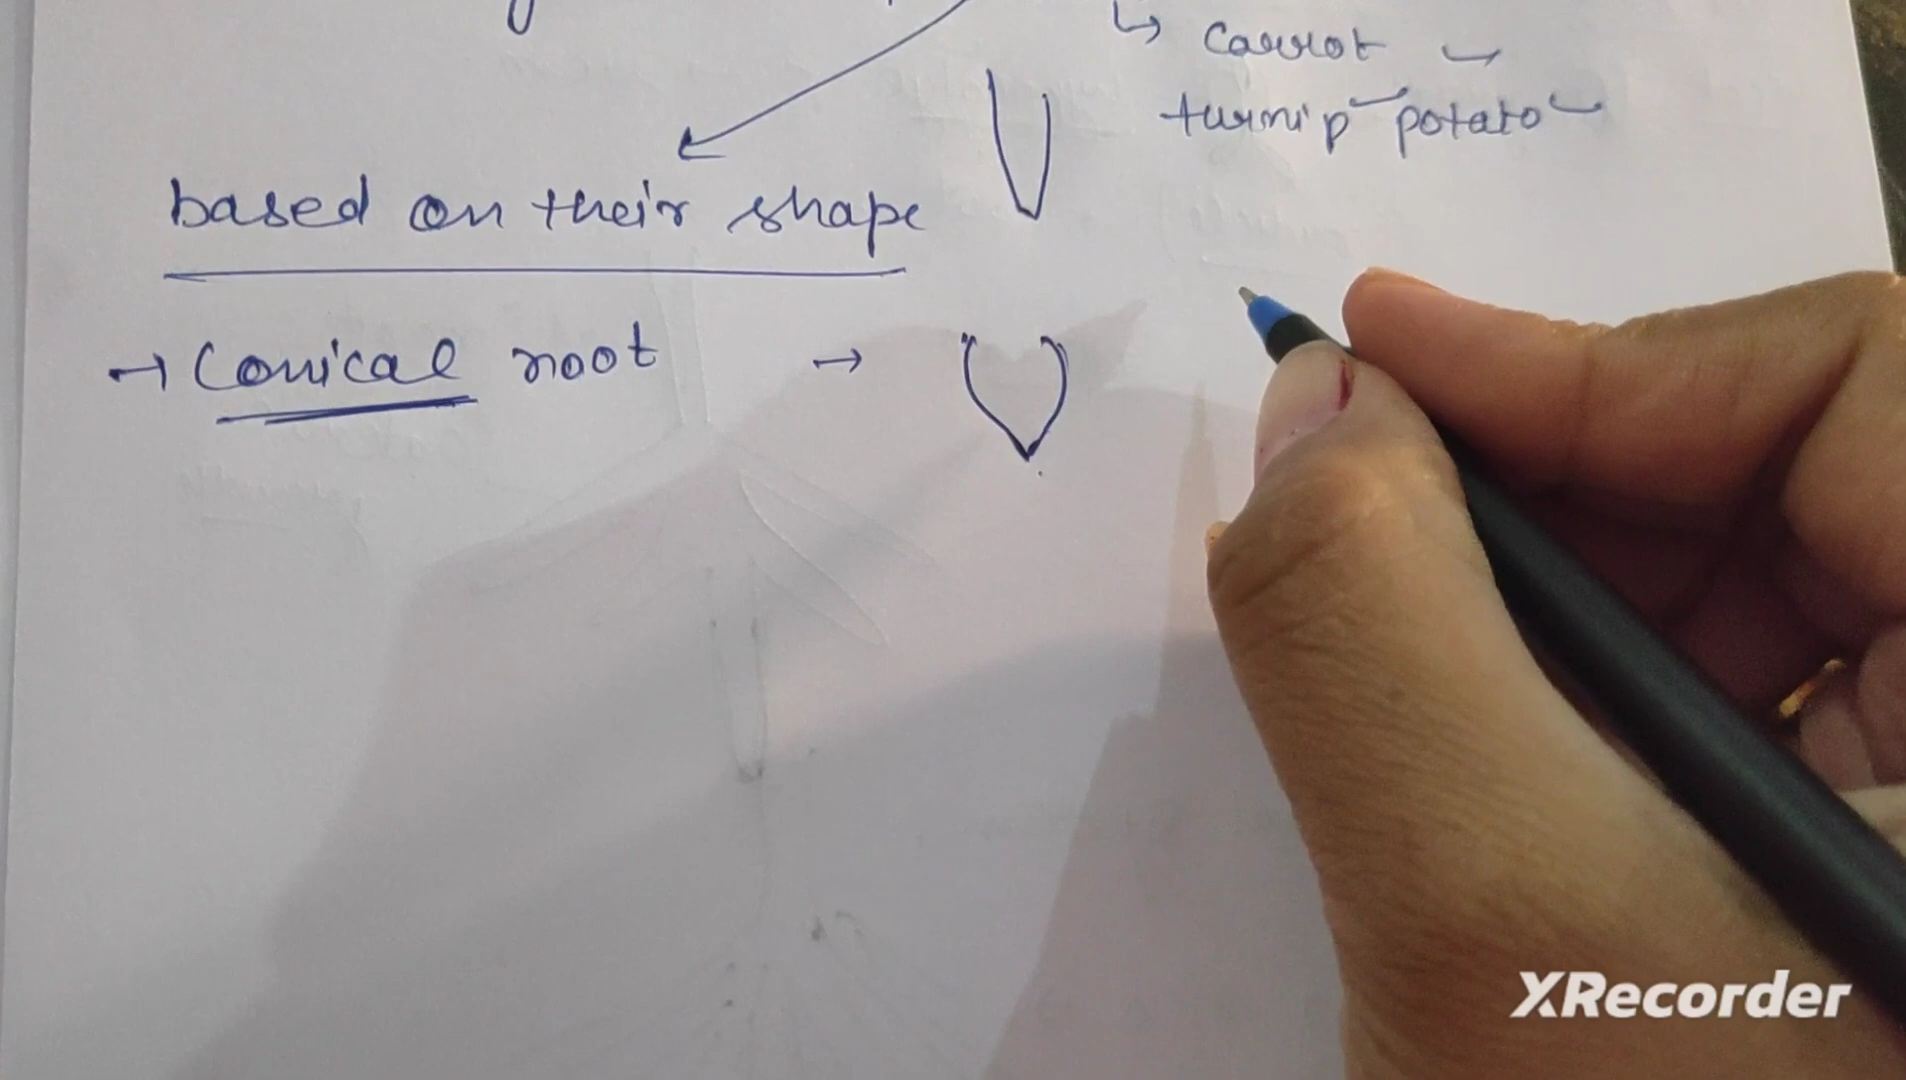 ↳ Carrot
turnip potato
based on their shape
→ Conical root →
XRecorder